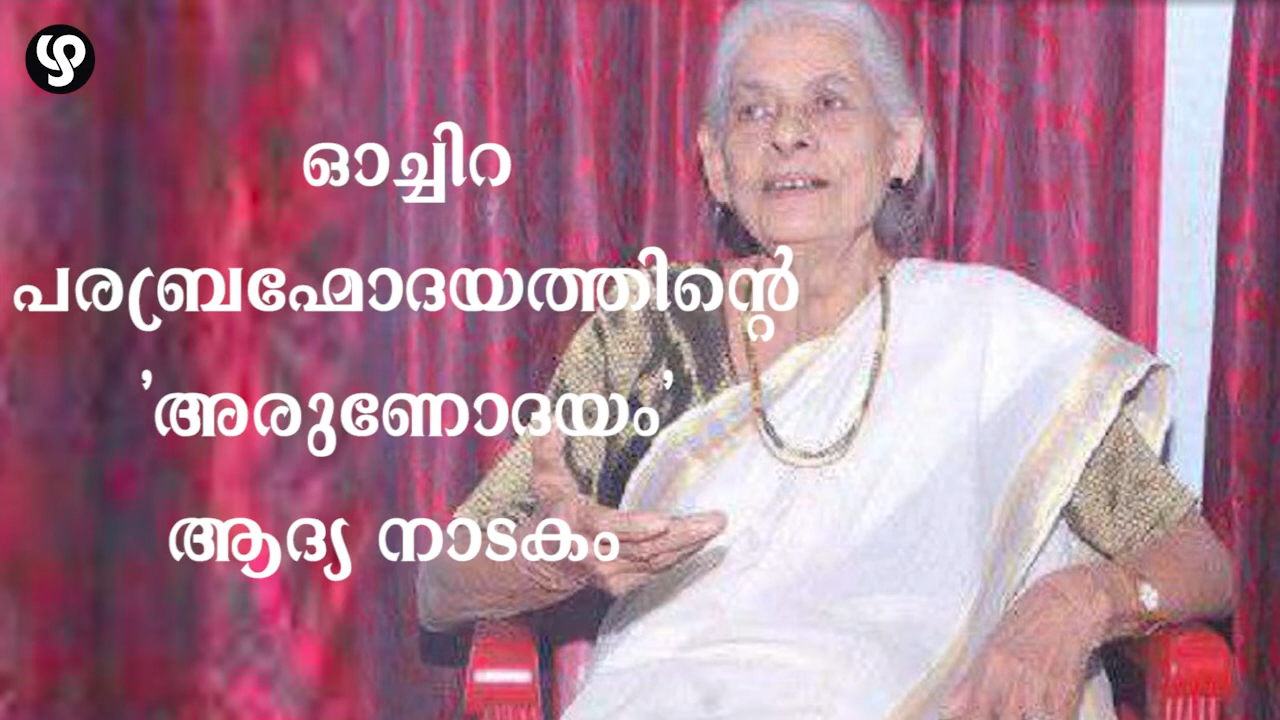 ഓച്ചിറ
പരബ്രഹ്മോദയത്തിന്റെ
'അരുണോദയം'
ആദ്യ നാടകം